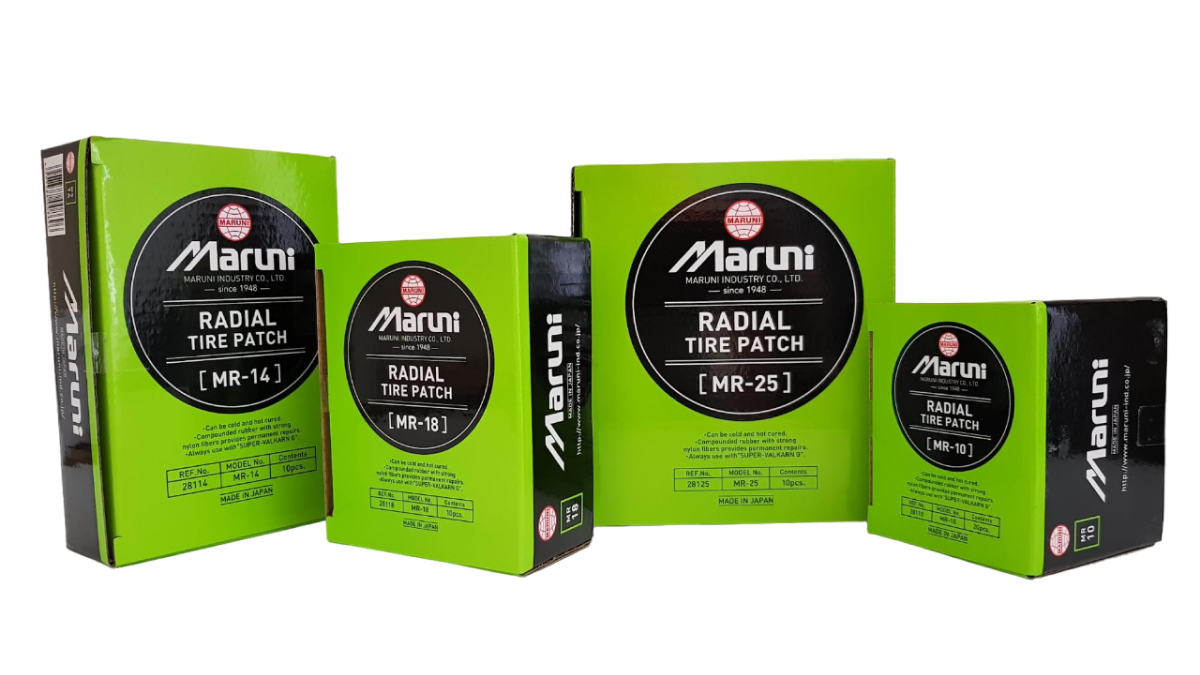 MARUNI
Maruni
MARUNI INDUSTRY CO., LTD.
since 1948
RADIAL
TIRE PATCH
[MR-14]
•Can be cold and hot cured.
•Compounded rubber with strong
nylon fibers provides permanent repairs.
•Always use with "SUPER-VALKARN G".
REF.No. MODEL No. Contents
28114 MR-14 10pcs.
MADE IN JAPAN
Maruni
MARUNI
Maruni
MARUNI INDUSTRY CO., LTD.
since 1948
RADIAL
TIRE PATCH
[MR-18]
•Can be cold and hot cured.
•Compounded rubber with strong
nylon fibers provides permanent repairs.
•Always use with "SUPER-VALKARN G".
REF.No. MODEL No. Contents
28118 MR-18 10pcs.
MADE IN JAPAN
Maruni
MADE IN JAPAN
http://www.maruni-ind.co.jp/
MR
18
MARUNI
Maruni
MARUNI INDUSTRY CO., LTD.
since 1948
RADIAL
TIRE PATCH
[MR-25]
•Can be cold and hot cured.
•Compounded rubber with strong
nylon fibers provides permanent repairs.
•Always use with "SUPER-VALKARN G".
REF.No. MODEL No. Contents
28125 MR-25 10pcs.
MADE IN JAPAN
MARUNI
Maruni
MARUNI INDUSTRY CO., LTD.
since 1948
RADIAL
TIRE PATCH
[MR-10]
•Can be cold and hot cured.
•Compounded rubber with strong
nylon fibers provides permanent repairs.
•Always use with "SUPER-VALKARN G".
REF.No. MODEL No. Contents
28110 MR-10 20pcs.
MADE IN JAPAN
Maruni
MADE IN JAPAN
http://www.maruni-ind.co.jp/
MR
10